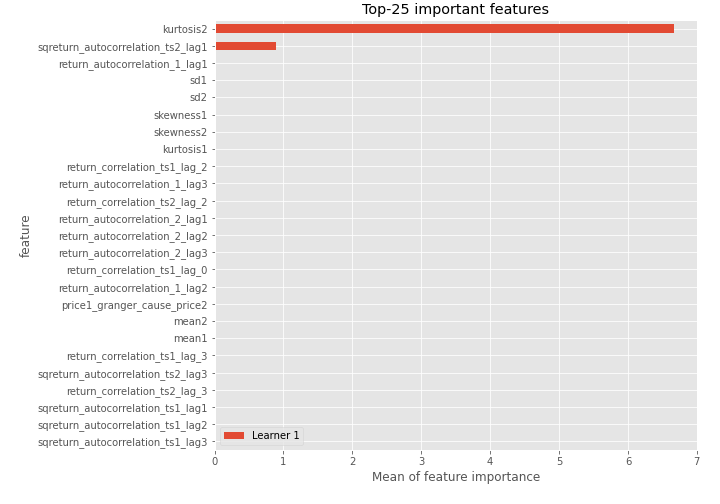 Top-25 important features
kurtosis2
sqreturn_autocorrelation_ts2_lag1
return_autocorrelation_1_lag1
sd1
sd2
skewness1
skewness2
kurtosis1
return_correlation_ts1_lag_2
return_autocorrelation_1_lag3
return_correlation_ts2_lag_2
return_autocorrelation_2_lag1
return_autocorrelation_2_lag2
return_autocorrelation_2_lag3
return_correlation_ts1_lag_0
return_autocorrelation_1_lag2
price1_granger_cause_price2
mean2
mean1
return_correlation_ts1_lag_3
sqreturn_autocorrelation_ts2_lag3
return_correlation_ts2_lag_3
sqreturn_autocorrelation_ts1_lag1
sqreturn_autocorrelation_ts1_lag2
sqreturn_autocorrelation_ts1_lag3
feature
Learner 1
0 1 2 3 4 5 6 7
Mean of feature importance